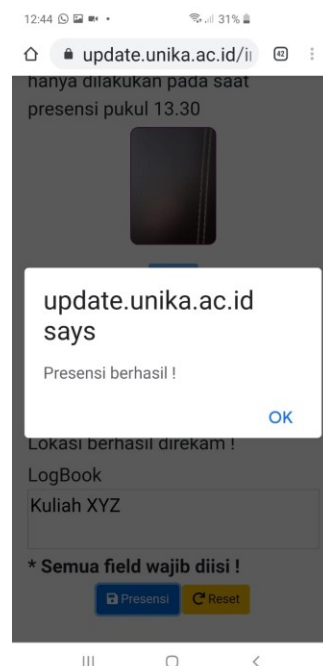 12:44
31%
update.unika.ac.id/i
42
hanya dilakukan pada saat
presensi pukul 13.30
update.unika.ac.id
says
Presensi berhasil !
OK
Lokasi berhasil direkam !
LogBook
Kuliah XYZ
* Semua field wajib diisi !
Presensi
Reset